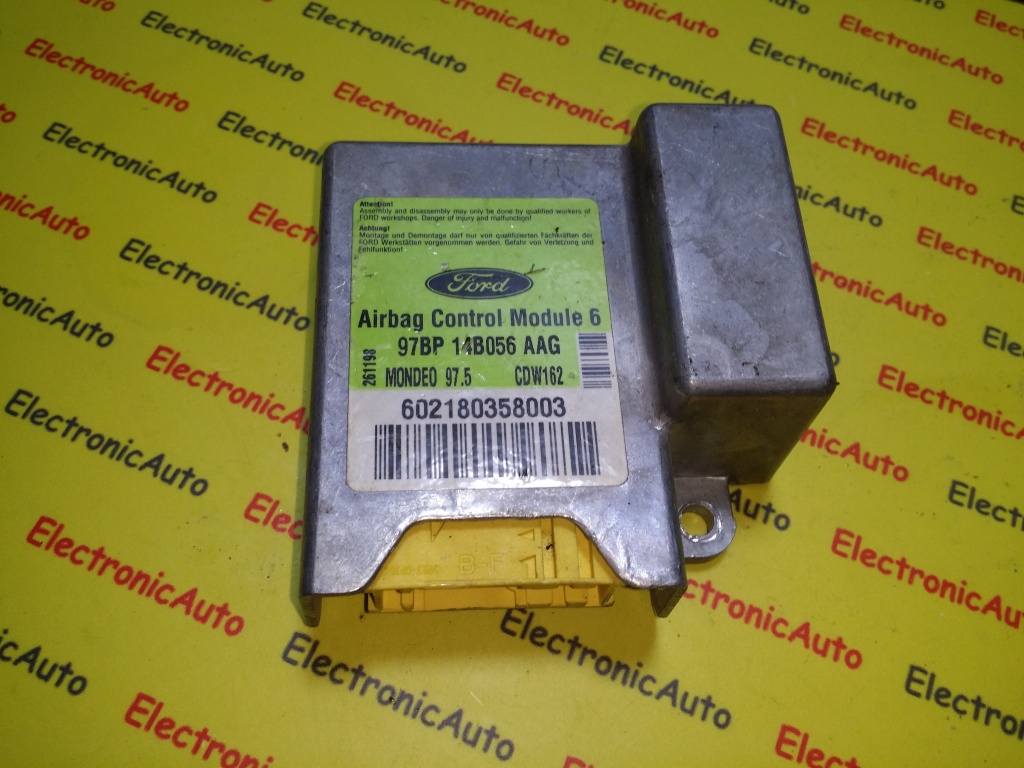 Attention!
Assembly and disassembly may only be done by qualified workers of
FORD workshops. Danger of injury and malfunction!
Achtung!
Montage und Demontage darf nur von qualifizierten Fachkräften der
FORD Werkstätten vorgenommen werden. Gefahr von Verletzung und
Fehlfunktion!
Ford
Airbag Control Module 6
97BP 14B056 AAG
261198
MONDEO 97.5 CDW162
602180358003
B-F
ElectronicAuto